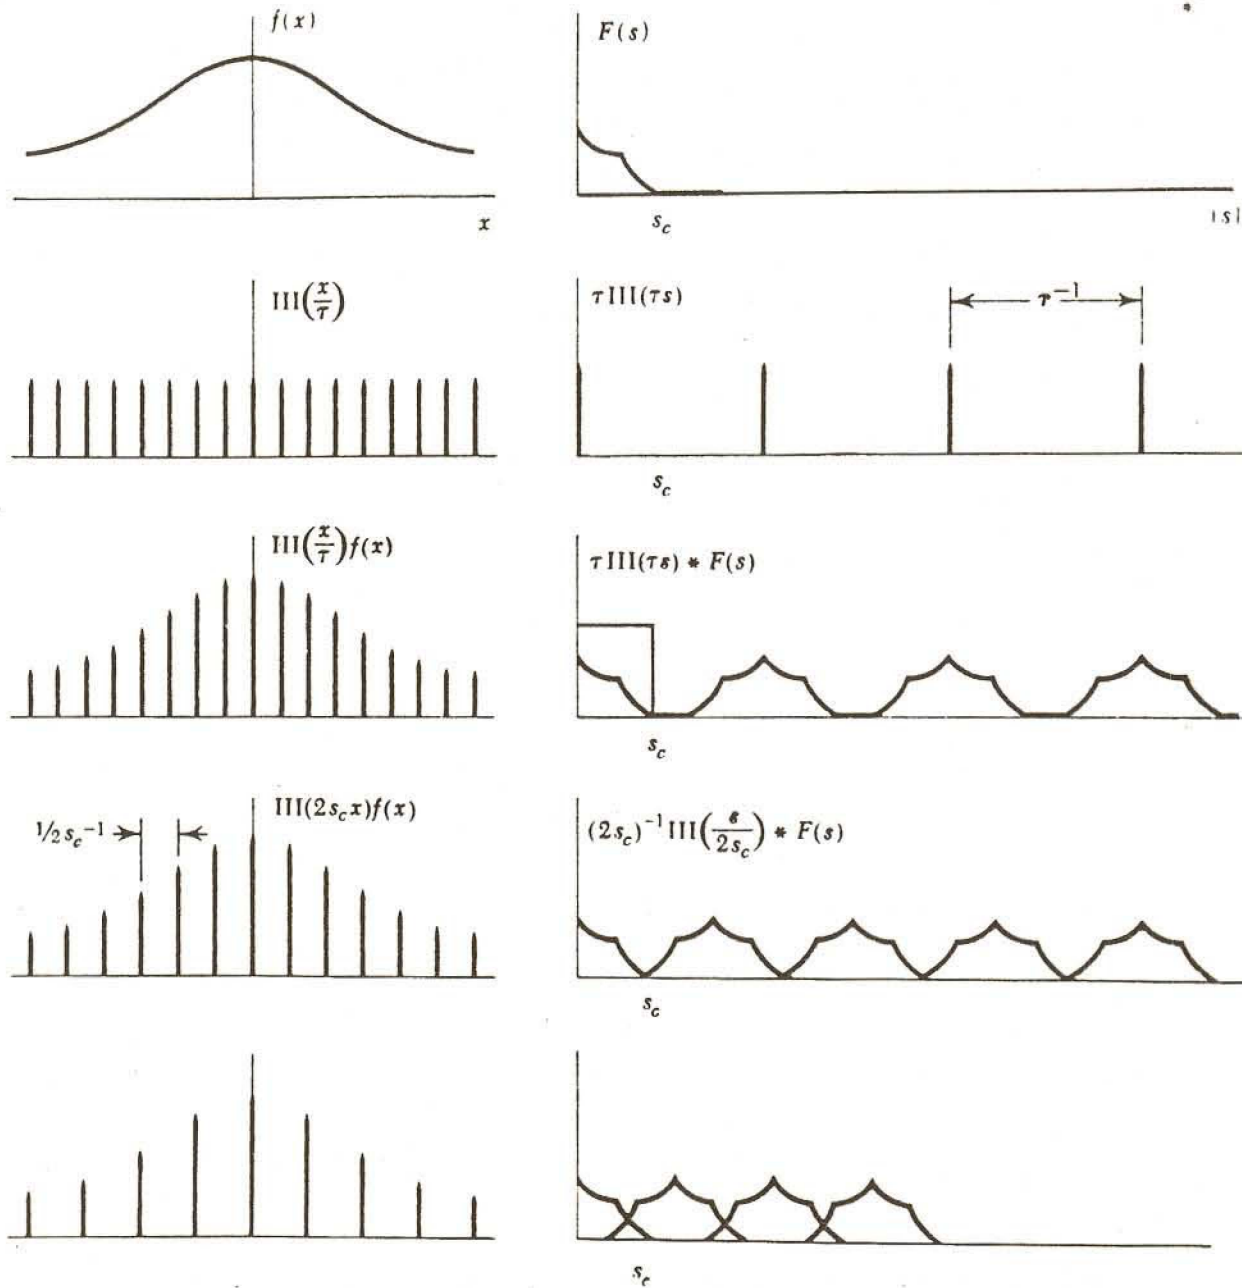 f(x)
F(s)
*
x
s_c
|s|
III(x/τ)
τIII(τs)
τ^{-1}
s_c
III(x/τ)f(x)
τIII(τs) * F(s)
s_c
1/2 s_c^{-1}
III(2s_c x)f(x)
(2s_c)^{-1} III(s/2s_c) * F(s)
s_c
s_c